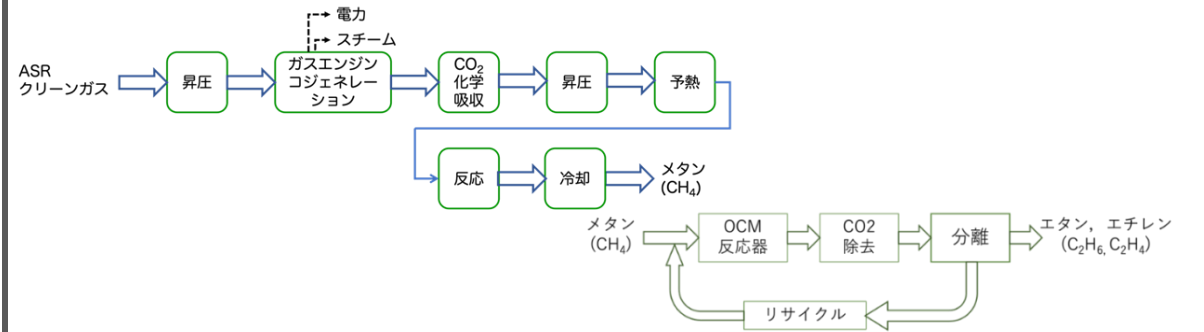 電力
スチーム
ASR
クリーンガス
昇圧
ガスエンジン
コジェネレー
ション
CO₂
化学
吸収
昇圧
予熱
反応
冷却
メタン
(CH₄)
メタン
(CH₄)
OCM
反応器
CO2
除去
分離
エタン，エチレン
(C₂H₆, C₂H₄)
リサイクル